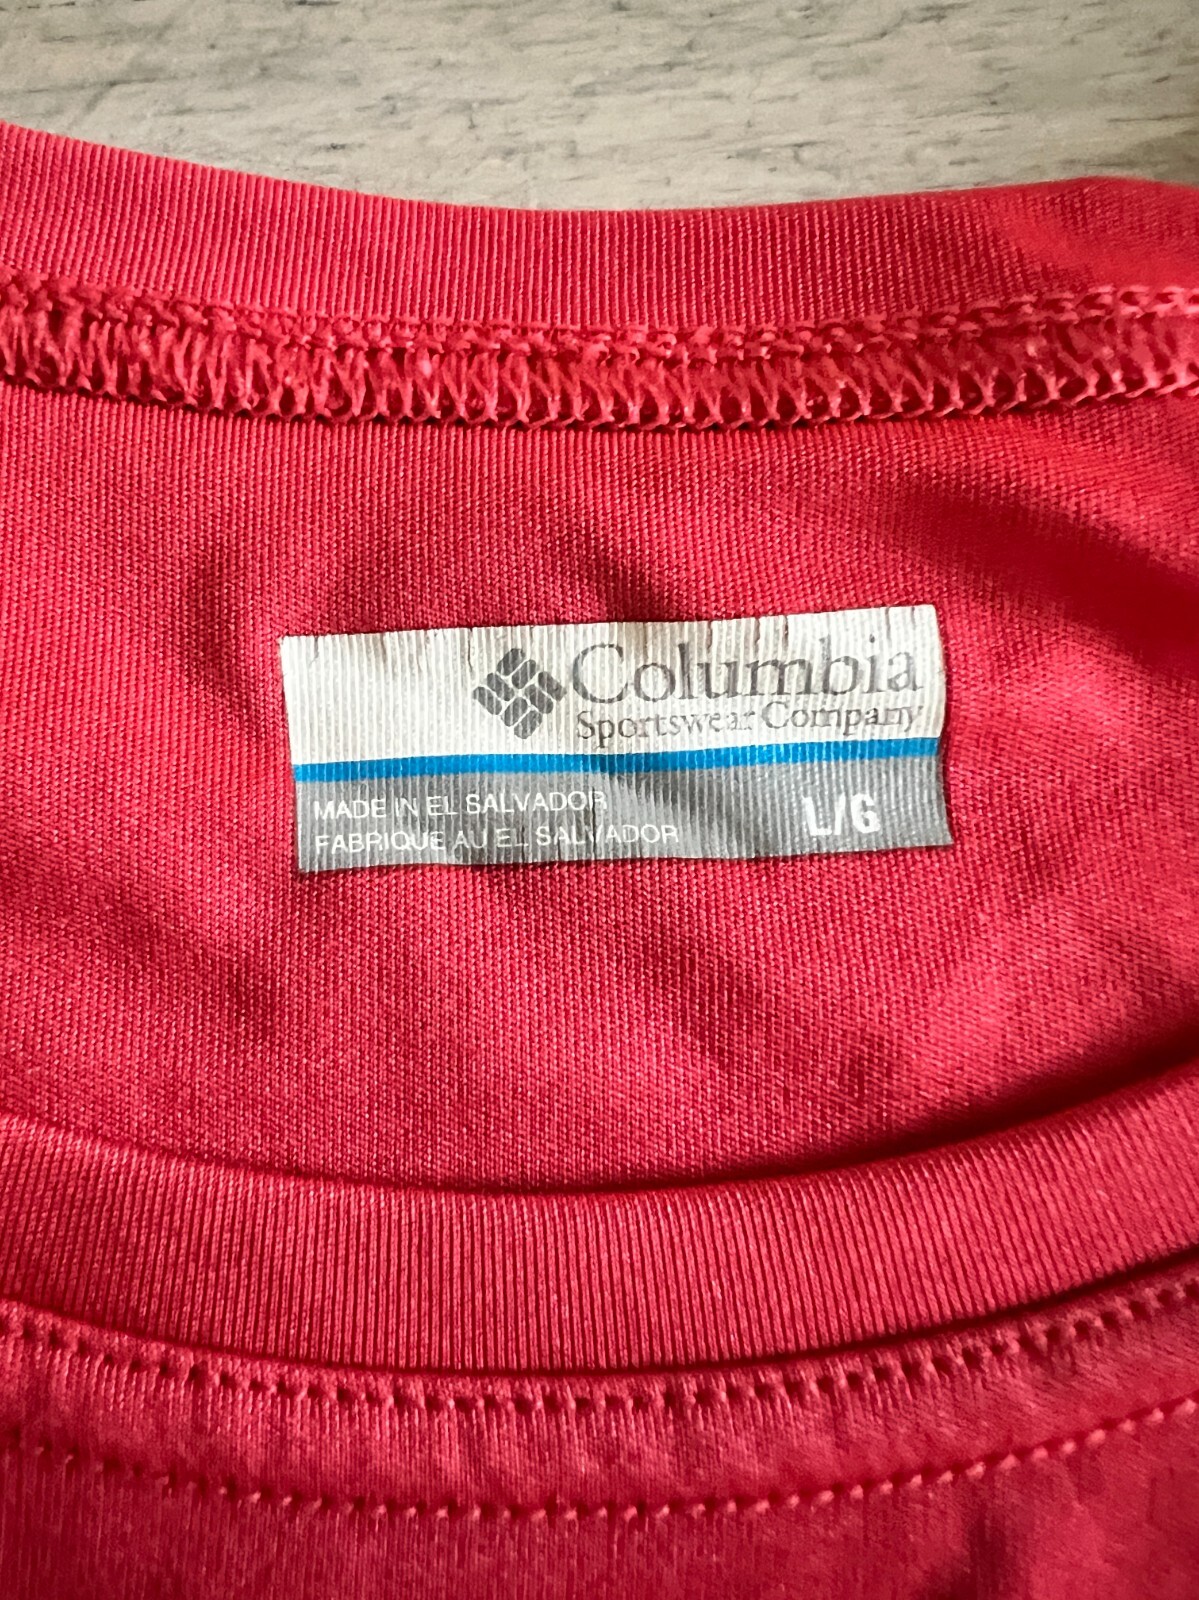 Columbia
Sportswear Company
MADE IN EL SALVADOR
FABRIQUE AU EL SALVADOR
L/G